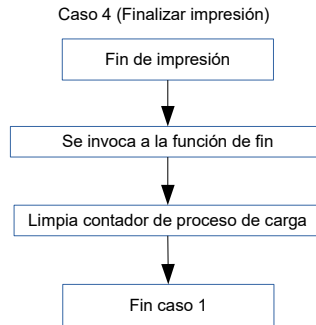 Caso 4 (Finalizar impresión)
Fin de impresión
Se invoca a la función de fin
Limpia contador de proceso de carga
Fin caso 1